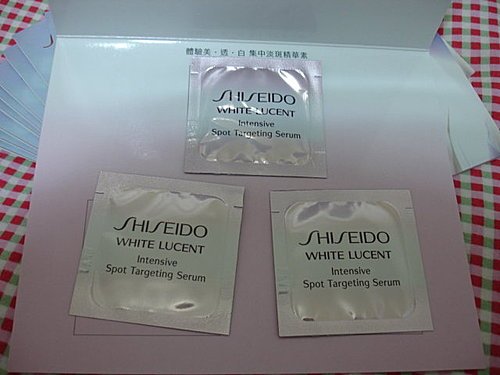 體驗美・透・白 集中淡斑精華素
SHISEIDO
WHITE LUCENT
Intensive
Spot Targeting Serum
SHISEIDO
WHITE LUCENT
Intensive
Spot Targeting Serum
SHISEIDO
WHITE LUCENT
Intensive
Spot Targeting Serum